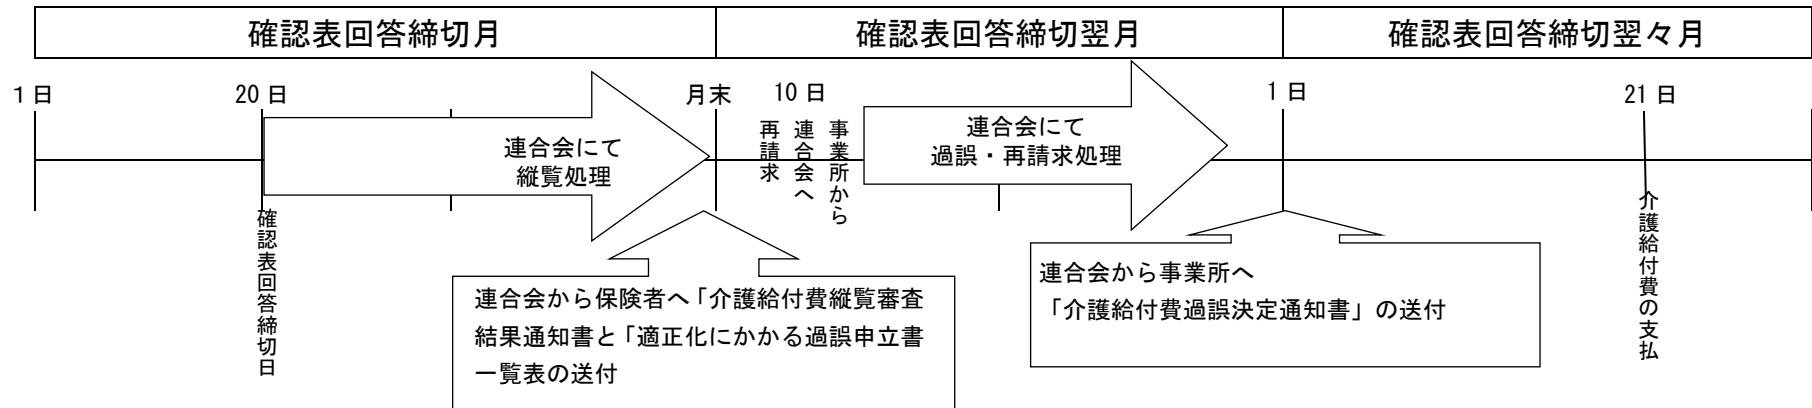 確認表回答締切月
確認表回答締切翌月
確認表回答締切翌々月
1日
20 日
月末
10 日
1 日
21 日
連合会にて
縦覧処理
事業所から
連合会へ
再請求
連合会にて
過誤・再請求処理
確認表回答締切日
連合会から保険者へ「介護給付費縦覧審査
結果通知書と「適正化にかかる過誤申立書
一覧表の送付
連合会から事業所へ
「介護給付費過誤決定通知書」の送付
介護給付費の支払